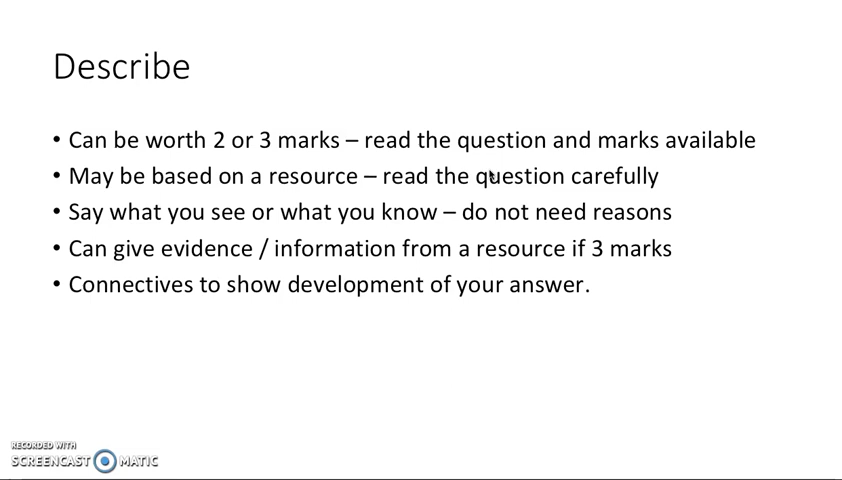 Describe
• Can be worth 2 or 3 marks – read the question and marks available
• May be based on a resource – read the question carefully
• Say what you see or what you know – do not need reasons
• Can give evidence / information from a resource if 3 marks
• Connectives to show development of your answer.
RECORDED WITH
SCREENCAST MATIC